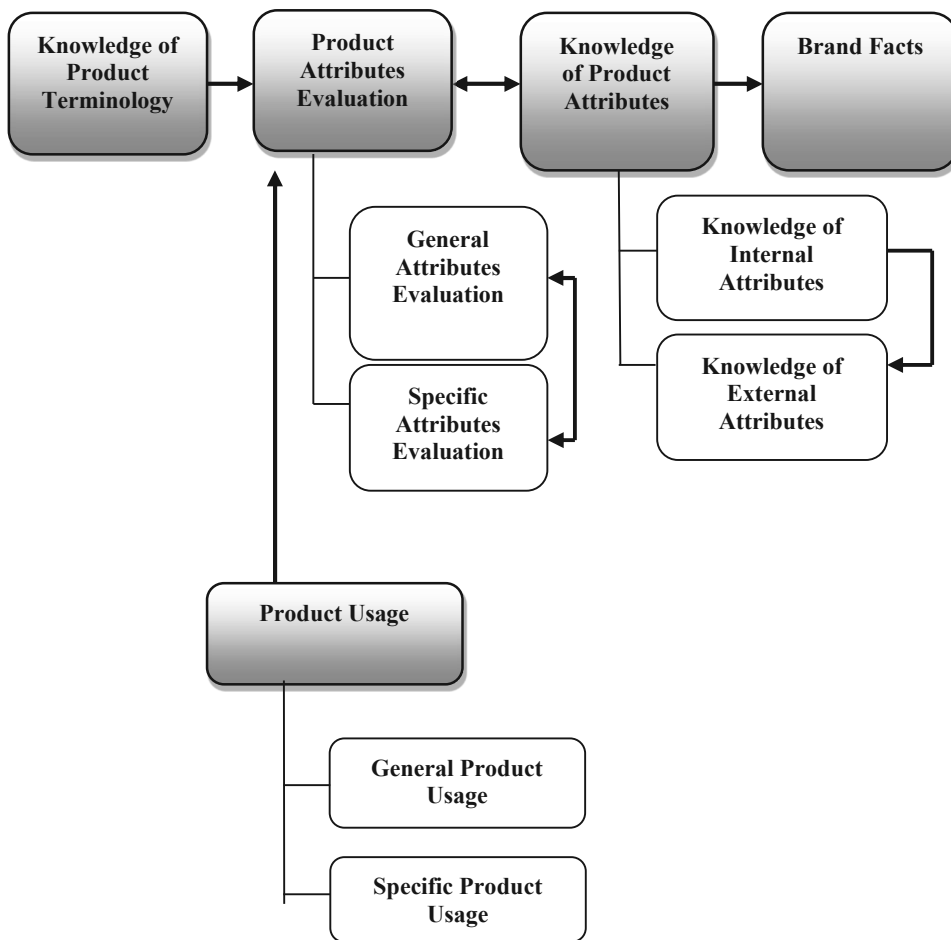 Knowledge of
Product
Terminology
Product
Attributes
Evaluation
Knowledge
of Product
Attributes
Brand Facts
General
Attributes
Evaluation
Specific
Attributes
Evaluation
Knowledge of
Internal
Attributes
Knowledge of
External
Attributes
Product Usage
General Product
Usage
Specific Product
Usage